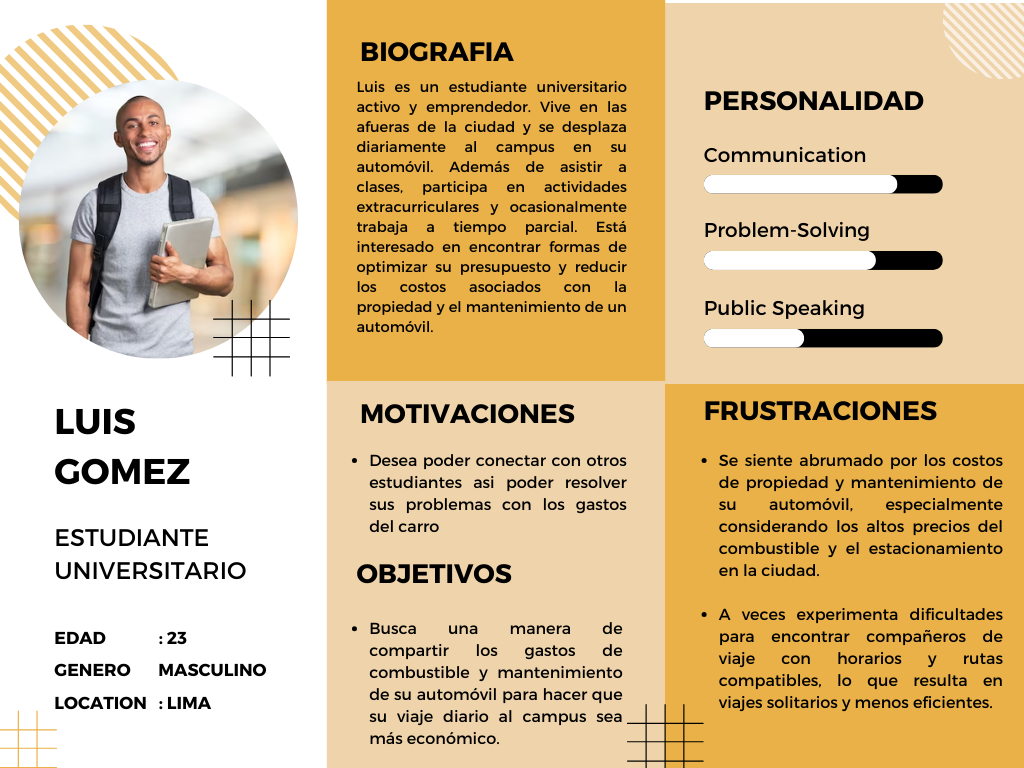 LUIS
GOMEZ
ESTUDIANTE
UNIVERSITARIO
EDAD : 23
GENERO MASCULINO
LOCATION : LIMA
BIOGRAFIA
Luis es un estudiante universitario
activo y emprendedor. Vive en las
afueras de la ciudad y se desplaza
diariamente al campus en su
automóvil. Además de asistir a
clases, participa en actividades
extracurriculares y ocasionalmente
trabaja a tiempo parcial. Está
interesado en encontrar formas de
optimizar su presupuesto y reducir
los costos asociados con la
propiedad y el mantenimiento de un
automóvil.
MOTIVACIONES
• Desea poder conectar con otros
estudiantes asi poder resolver
sus problemas con los gastos
del carro
OBJETIVOS
• Busca una manera de
compartir los gastos de
combustible y mantenimiento
de su automóvil para hacer que
su viaje diario al campus sea
más económico.
PERSONALIDAD
Communication
Problem-Solving
Public Speaking
FRUSTRACIONES
• Se siente abrumado por los costos
de propiedad y mantenimiento de
su automóvil, especialmente
considerando los altos precios del
combustible y el estacionamiento
en la ciudad.
• A veces experimenta dificultades
para encontrar compañeros de
viaje con horarios y rutas
compatibles, lo que resulta en
viajes solitarios y menos eficientes.